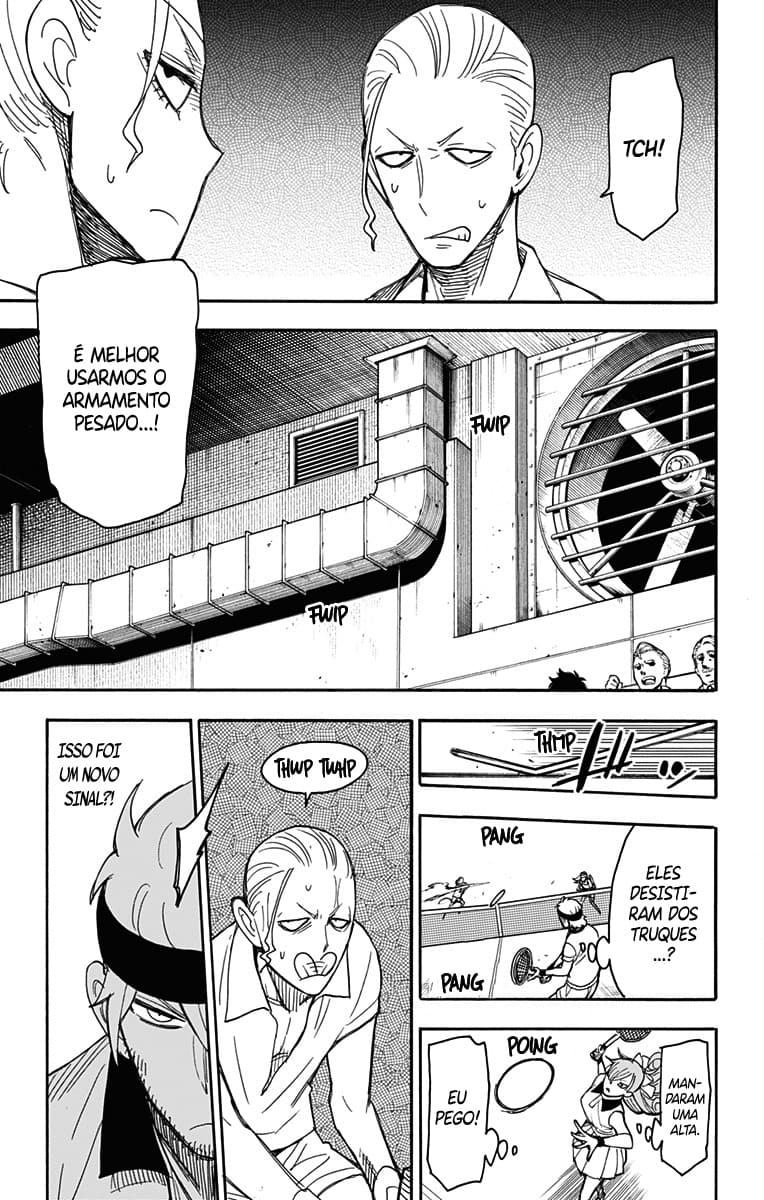 TCH!
É MELHOR
USARMOS O
ARMAMENTO
PESADO...!
FWIP
FWIP
THMP
PANG
ELES
DESISTI-
RAM DOS
TRUQUES
...?
PANG
MAN-
DARAM
UMA
ALTA.
POING
EU
PEGO!
THWP TWHP
ISSO FOI
UM NOVO
SINAL?!